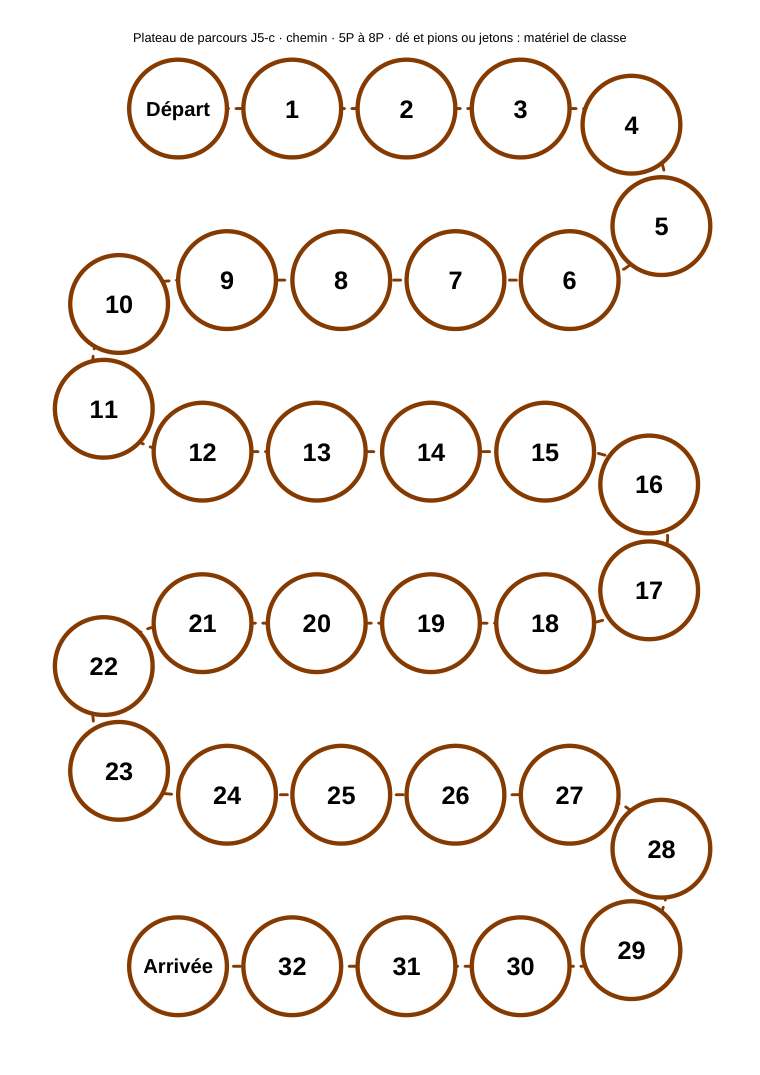 Plateau de parcours J5-c · chemin · 5P à 8P · dé et pions ou jetons : matériel de classe
Départ 1 2 3 4
5
9 8 7 6
10
11
12 13 14 15
16
17
21 20 19 18
22
23
24 25 26 27
28
29
Arrivée 32 31 30